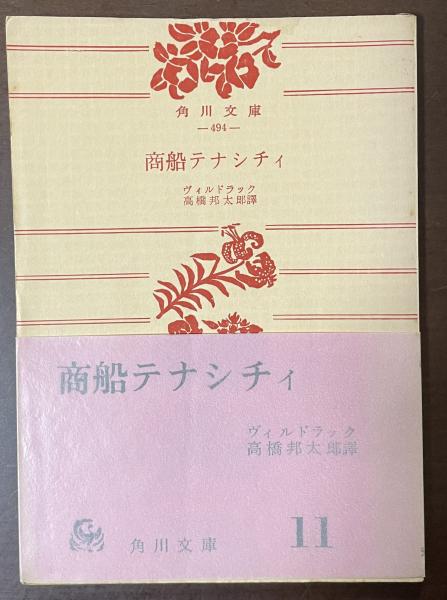 角川文庫
—494—
商船テナシチィ
ヴィルドラック
高橋邦太郎譯
商船テナシチィ
ヴィルドラック
高橋邦太郎譯
角川文庫
11